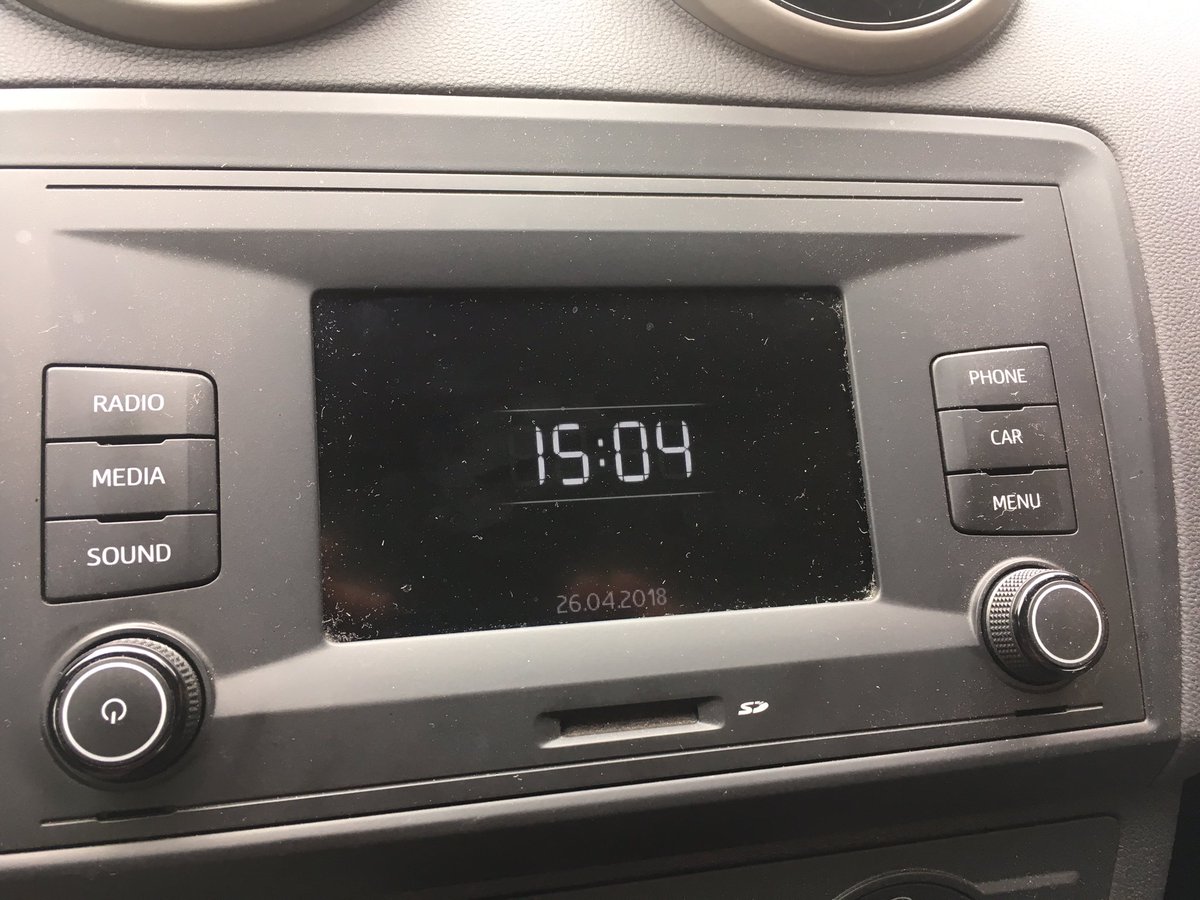 RADIO
MEDIA
SOUND
15:04
26.04.2018
PHONE
CAR
MENU
SD